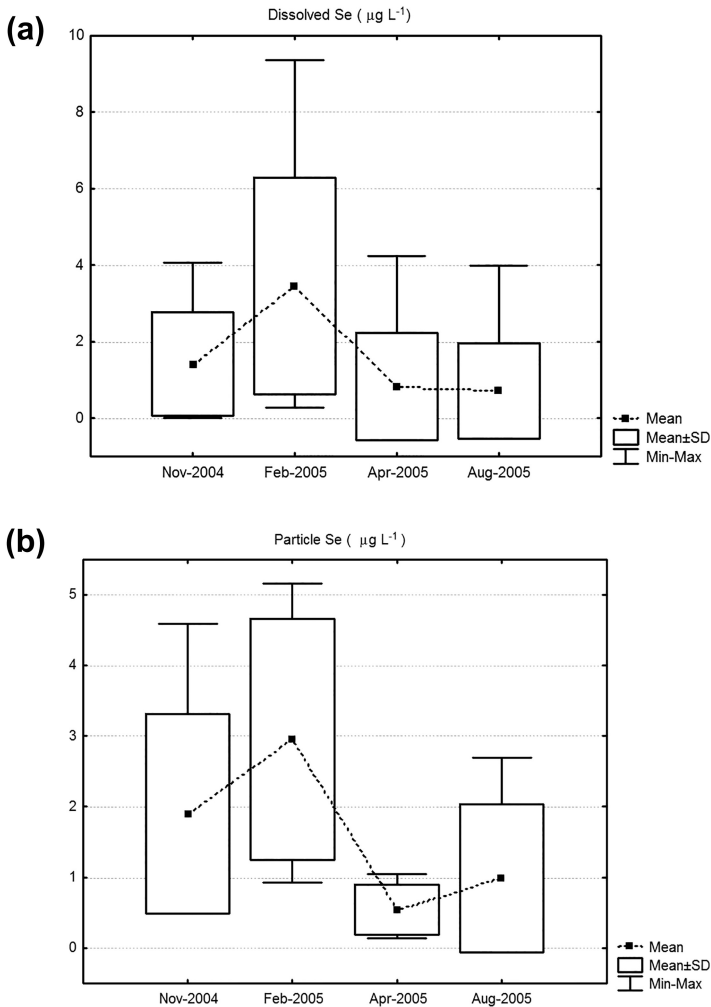 (a)
Dissolved Se ( μg L-1)
10
8
6
4
2
0
Nov-2004 Feb-2005 Apr-2005 Aug-2005
Mean
Mean±SD
Min-Max
(b)
Particle Se ( μg L-1)
5
4
3
2
1
0
Nov-2004 Feb-2005 Apr-2005 Aug-2005
Mean
Mean±SD
Min-Max